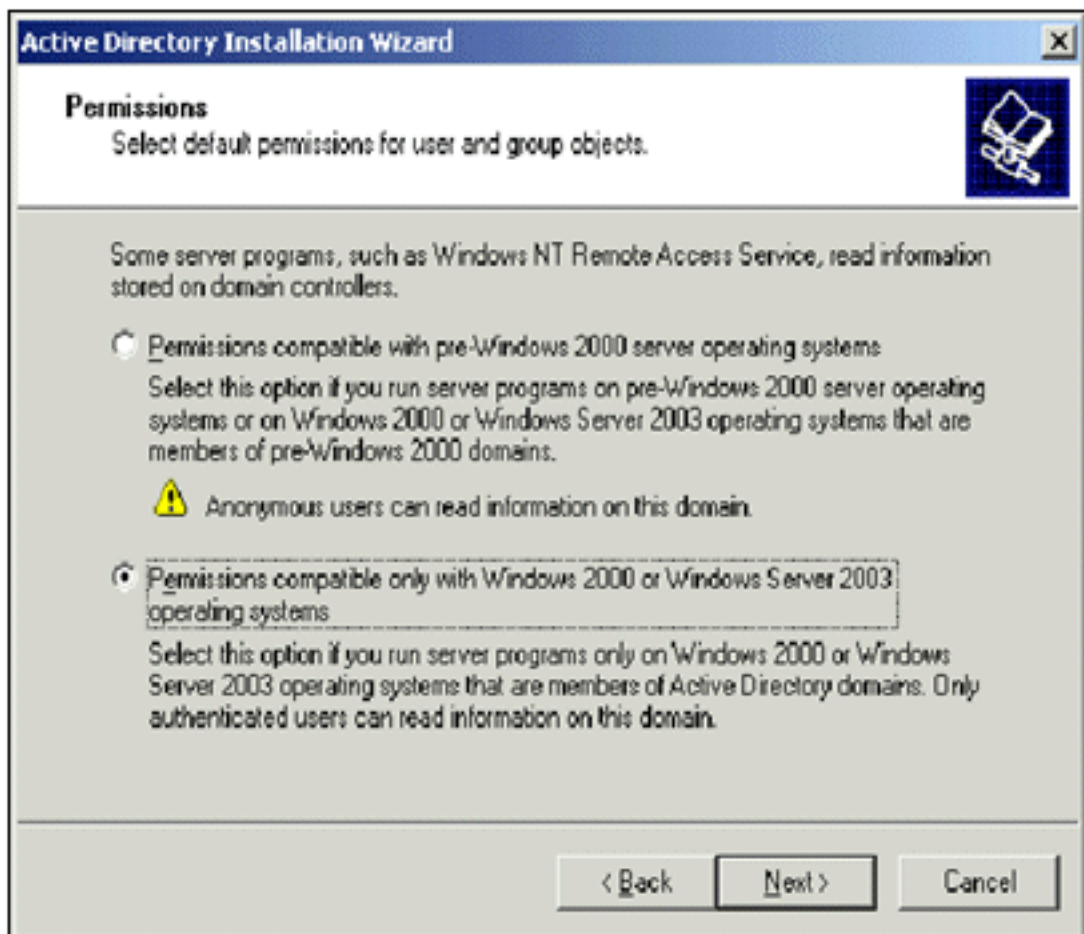 Active Directory Installation Wizard
Permissions
Select default permissions for user and group objects.
Some server programs, such as Windows NT Remote Access Service, read information
stored on domain controllers.
Permissions compatible with pre-Windows 2000 server operating systems
Select this option if you run server programs on pre-Windows 2000 server operating
systems or on Windows 2000 or Windows Server 2003 operating systems that are
members of pre-Windows 2000 domains.
Anonymous users can read information on this domain.
Permissions compatible only with Windows 2000 or Windows Server 2003
operating systems
Select this option if you run server programs only on Windows 2000 or Windows
Server 2003 operating systems that are members of Active Directory domains. Only
authenticated users can read information on this domain.
< Back Next > Cancel